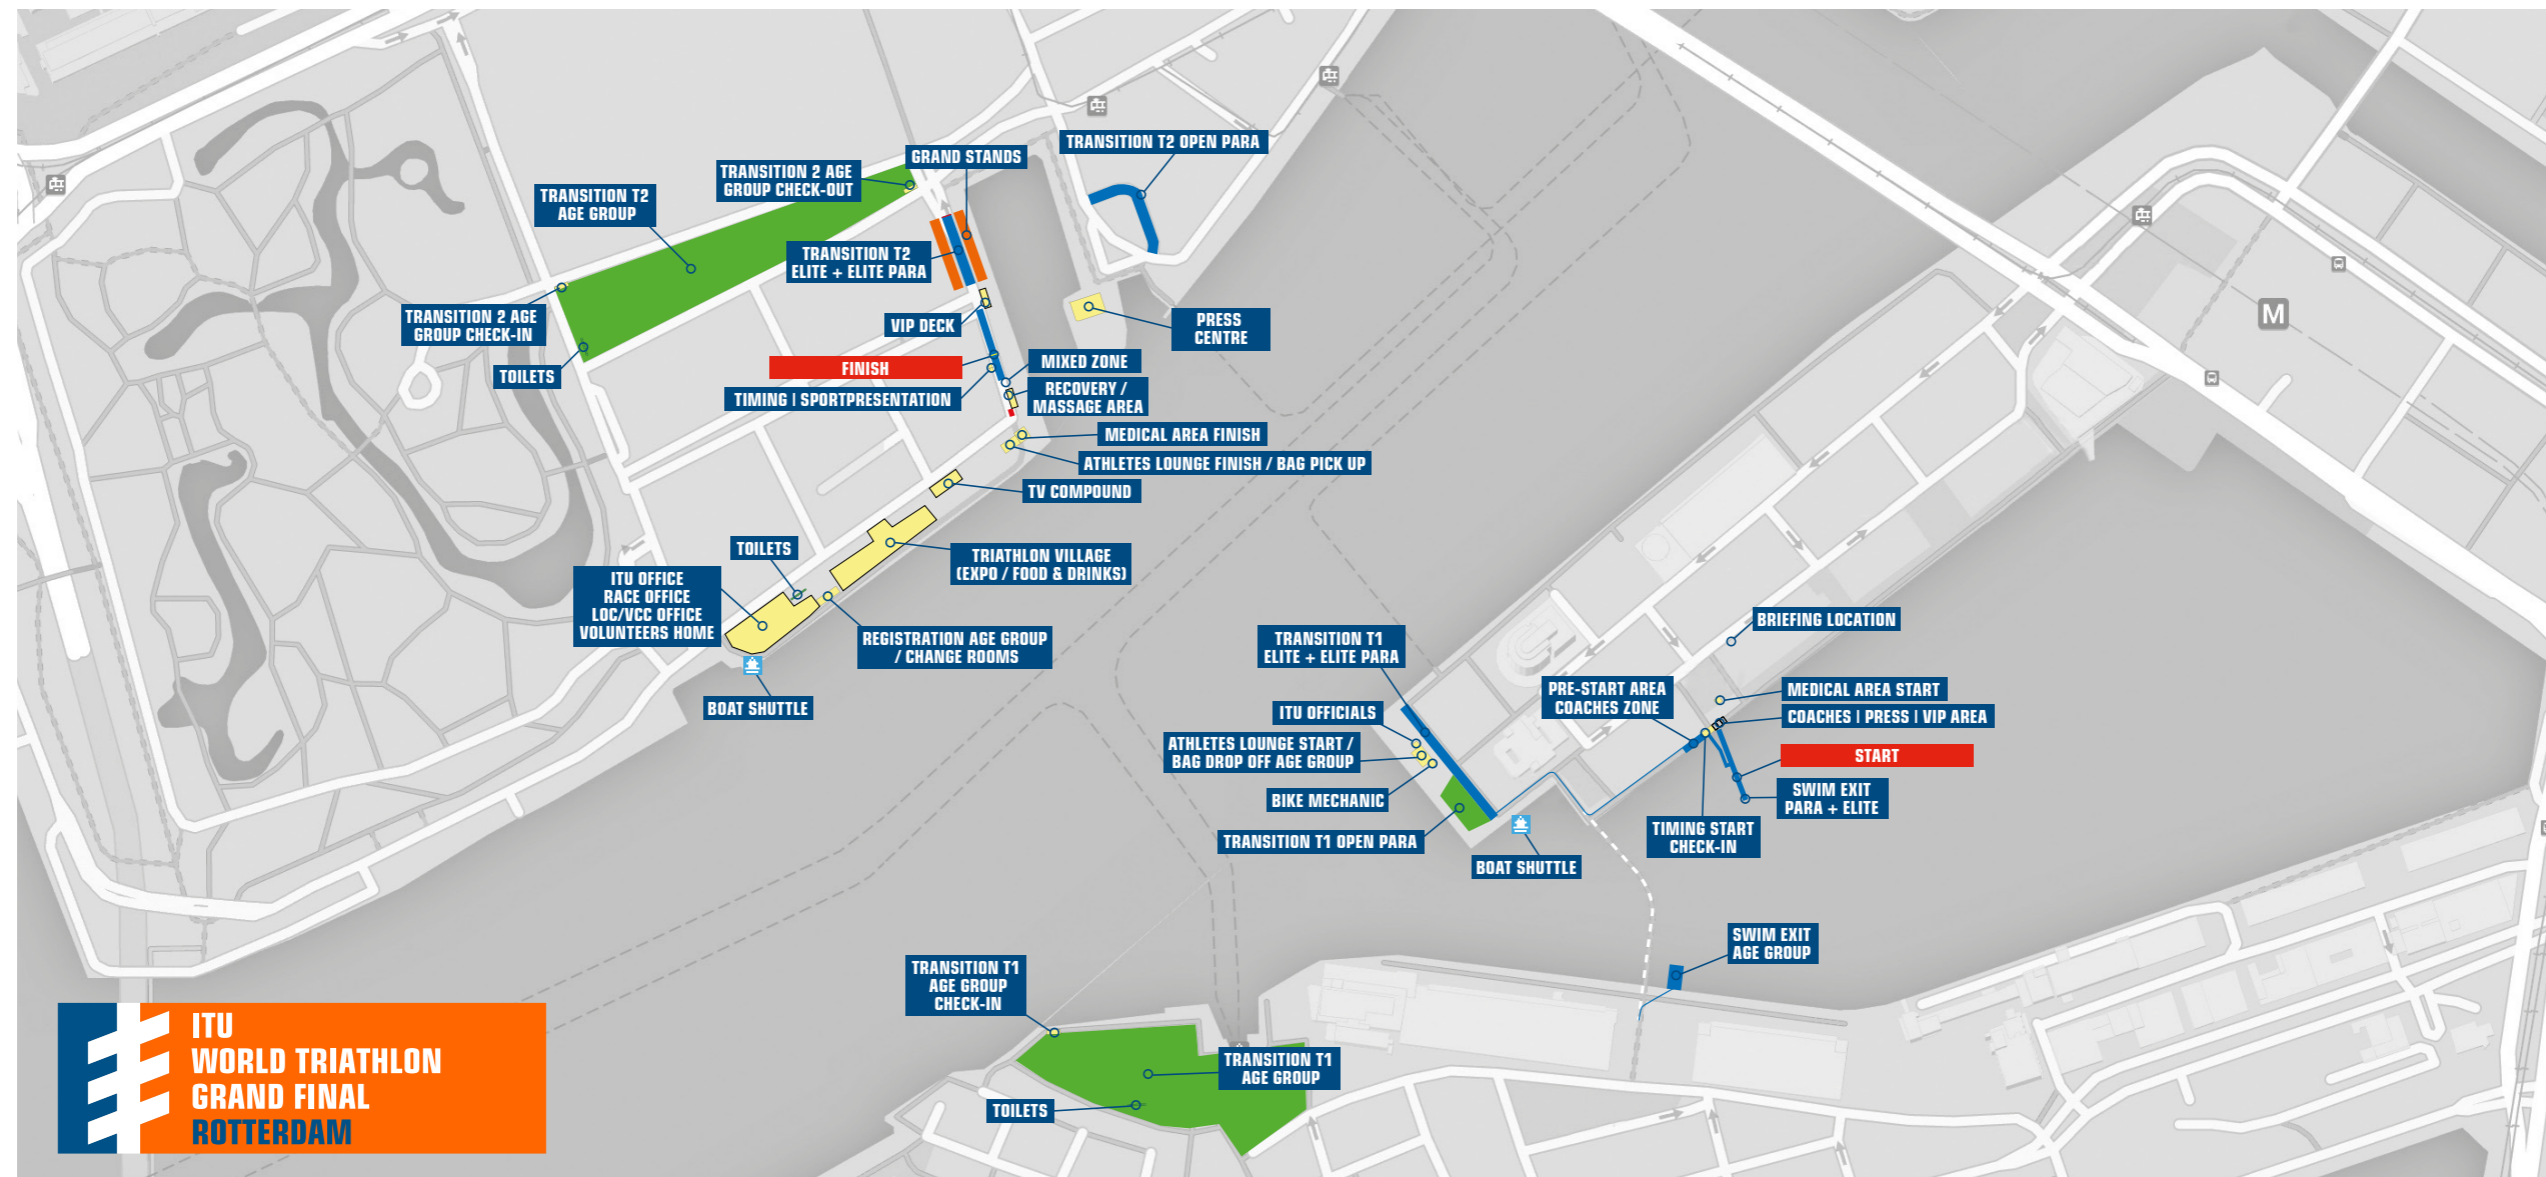 TRANSITION T2 OPEN PARA
GRAND STANDS
TRANSITION 2 AGE
GROUP CHECK-OUT
TRANSITION T2
AGE GROUP
TRANSITION T2
ELITE + ELITE PARA
TRANSITION 2 AGE
GROUP CHECK-IN
VIP DECK
PRESS
CENTRE
TOILETS
FINISH
MIXED ZONE
TIMING | SPORTPRESENTATION
RECOVERY /
MASSAGE AREA
MEDICAL AREA FINISH
ATHLETES LOUNGE FINISH / BAG PICK UP
TV COMPOUND
TOILETS
TRIATHLON VILLAGE
(EXPO / FOOD & DRINKS)
ITU OFFICE
RACE OFFICE
LOC/VCC OFFICE
VOLUNTEERS HOME
REGISTRATION AGE GROUP
/ CHANGE ROOMS
BOAT SHUTTLE
M
BRIEFING LOCATION
TRANSITION T1
ELITE + ELITE PARA
PRE-START AREA
COACHES ZONE
MEDICAL AREA START
COACHES | PRESS | VIP AREA
ITU OFFICIALS
ATHLETES LOUNGE START /
BAG DROP OFF AGE GROUP
START
BIKE MECHANIC
SWIM EXIT
PARA + ELITE
TRANSITION T1 OPEN PARA
TIMING START
CHECK-IN
BOAT SHUTTLE
SWIM EXIT
AGE GROUP
TRANSITION T1
AGE GROUP
CHECK-IN
TRANSITION T1
AGE GROUP
TOILETS
ITU
WORLD TRIATHLON
GRAND FINAL
ROTTERDAM